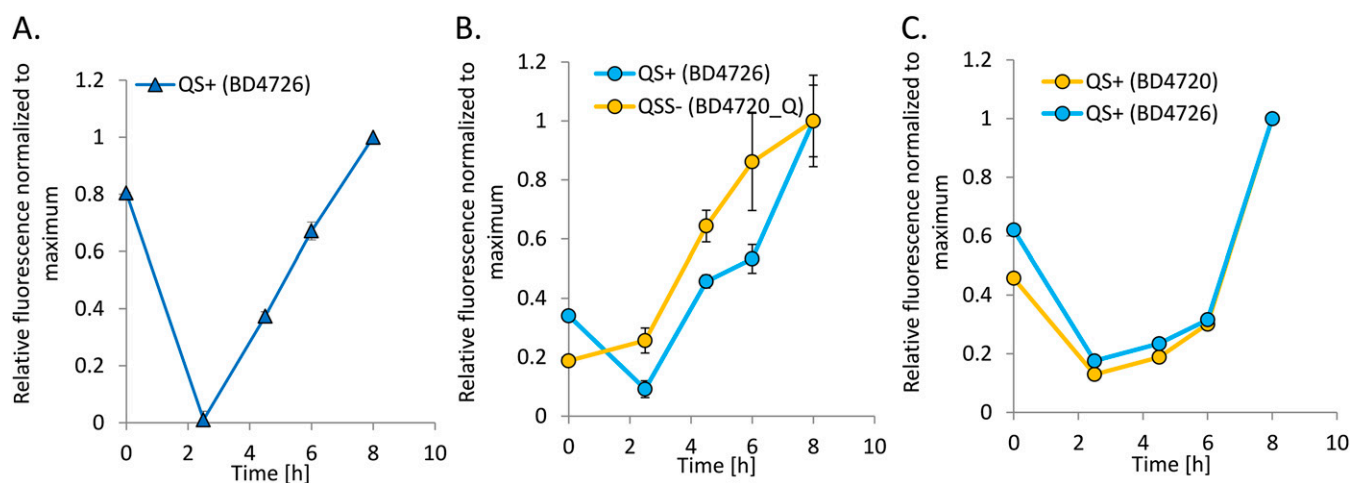 A.
Relative fluorescence normalized to
maximum
1.2
1
0.8
0.6
0.4
0.2
0
QS+ (BD4726)
0 2 4 6 8 10
Time [h]
B.
Relative fluorescence normalized to
maximum
1.2
1
0.8
0.6
0.4
0.2
0
QS+ (BD4726)
QSS- (BD4720_Q)
0 2 4 6 8 10
Time [h]
C.
Relative fluorescence normalized to
maximum
1.2
1
0.8
0.6
0.4
0.2
0
QS+ (BD4720)
QS+ (BD4726)
0 2 4 6 8 10
Time [h]